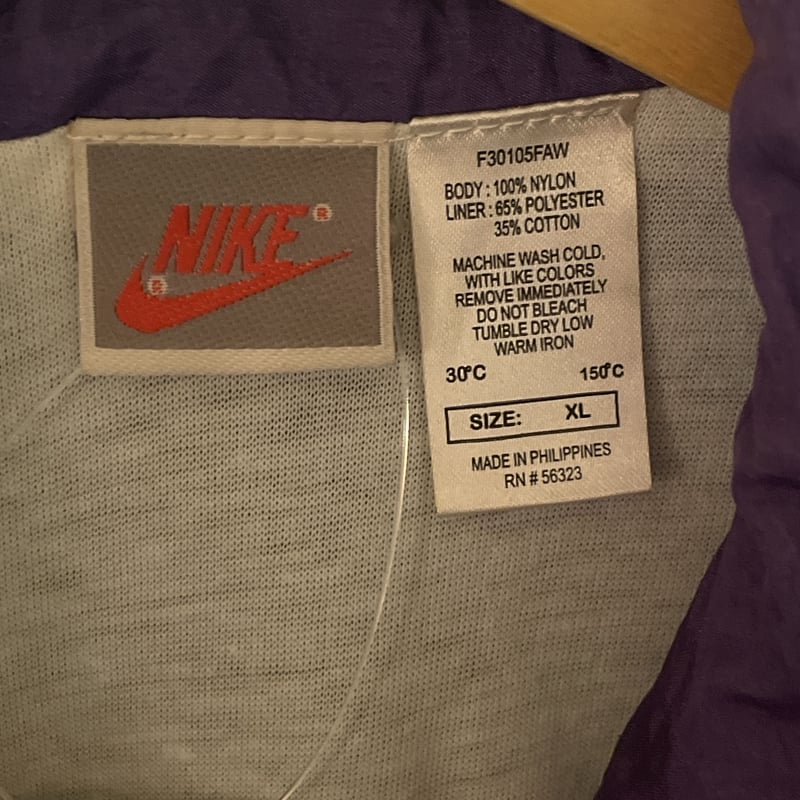 NIKE®
®
F30105FAW
BODY : 100% NYLON
LINER : 65% POLYESTER
35% COTTON
MACHINE WASH COLD,
WITH LIKE COLORS
REMOVE IMMEDIATELY
DO NOT BLEACH
TUMBLE DRY LOW
WARM IRON
30°C 150°C
SIZE: XL
MADE IN PHILIPPINES
RN # 56323